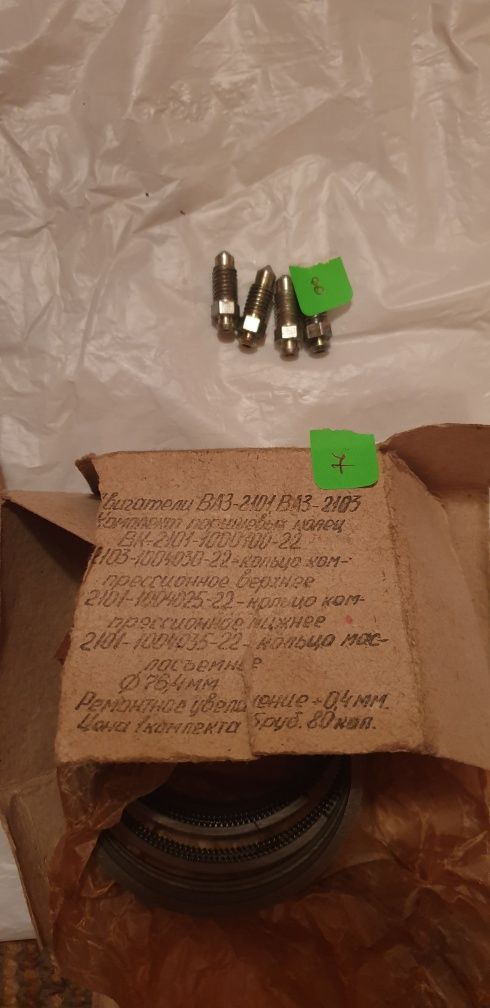 8
7
Двигатели ВАЗ-2101 ВАЗ-2103
Комплект поршневых колец
ВК-2101-1000100-22
2103-1004030-22-кольцо ком-
прессионное верхнее
2101-1004025-22-кольцо ком-
прессионное нижнее
2101-1004035-22-кольцо мас-
лосъемное
Ф 76,4 мм
Ремонтное увеличение +0,4 мм.
Цена 1 комплекта 5 руб. 80 коп.